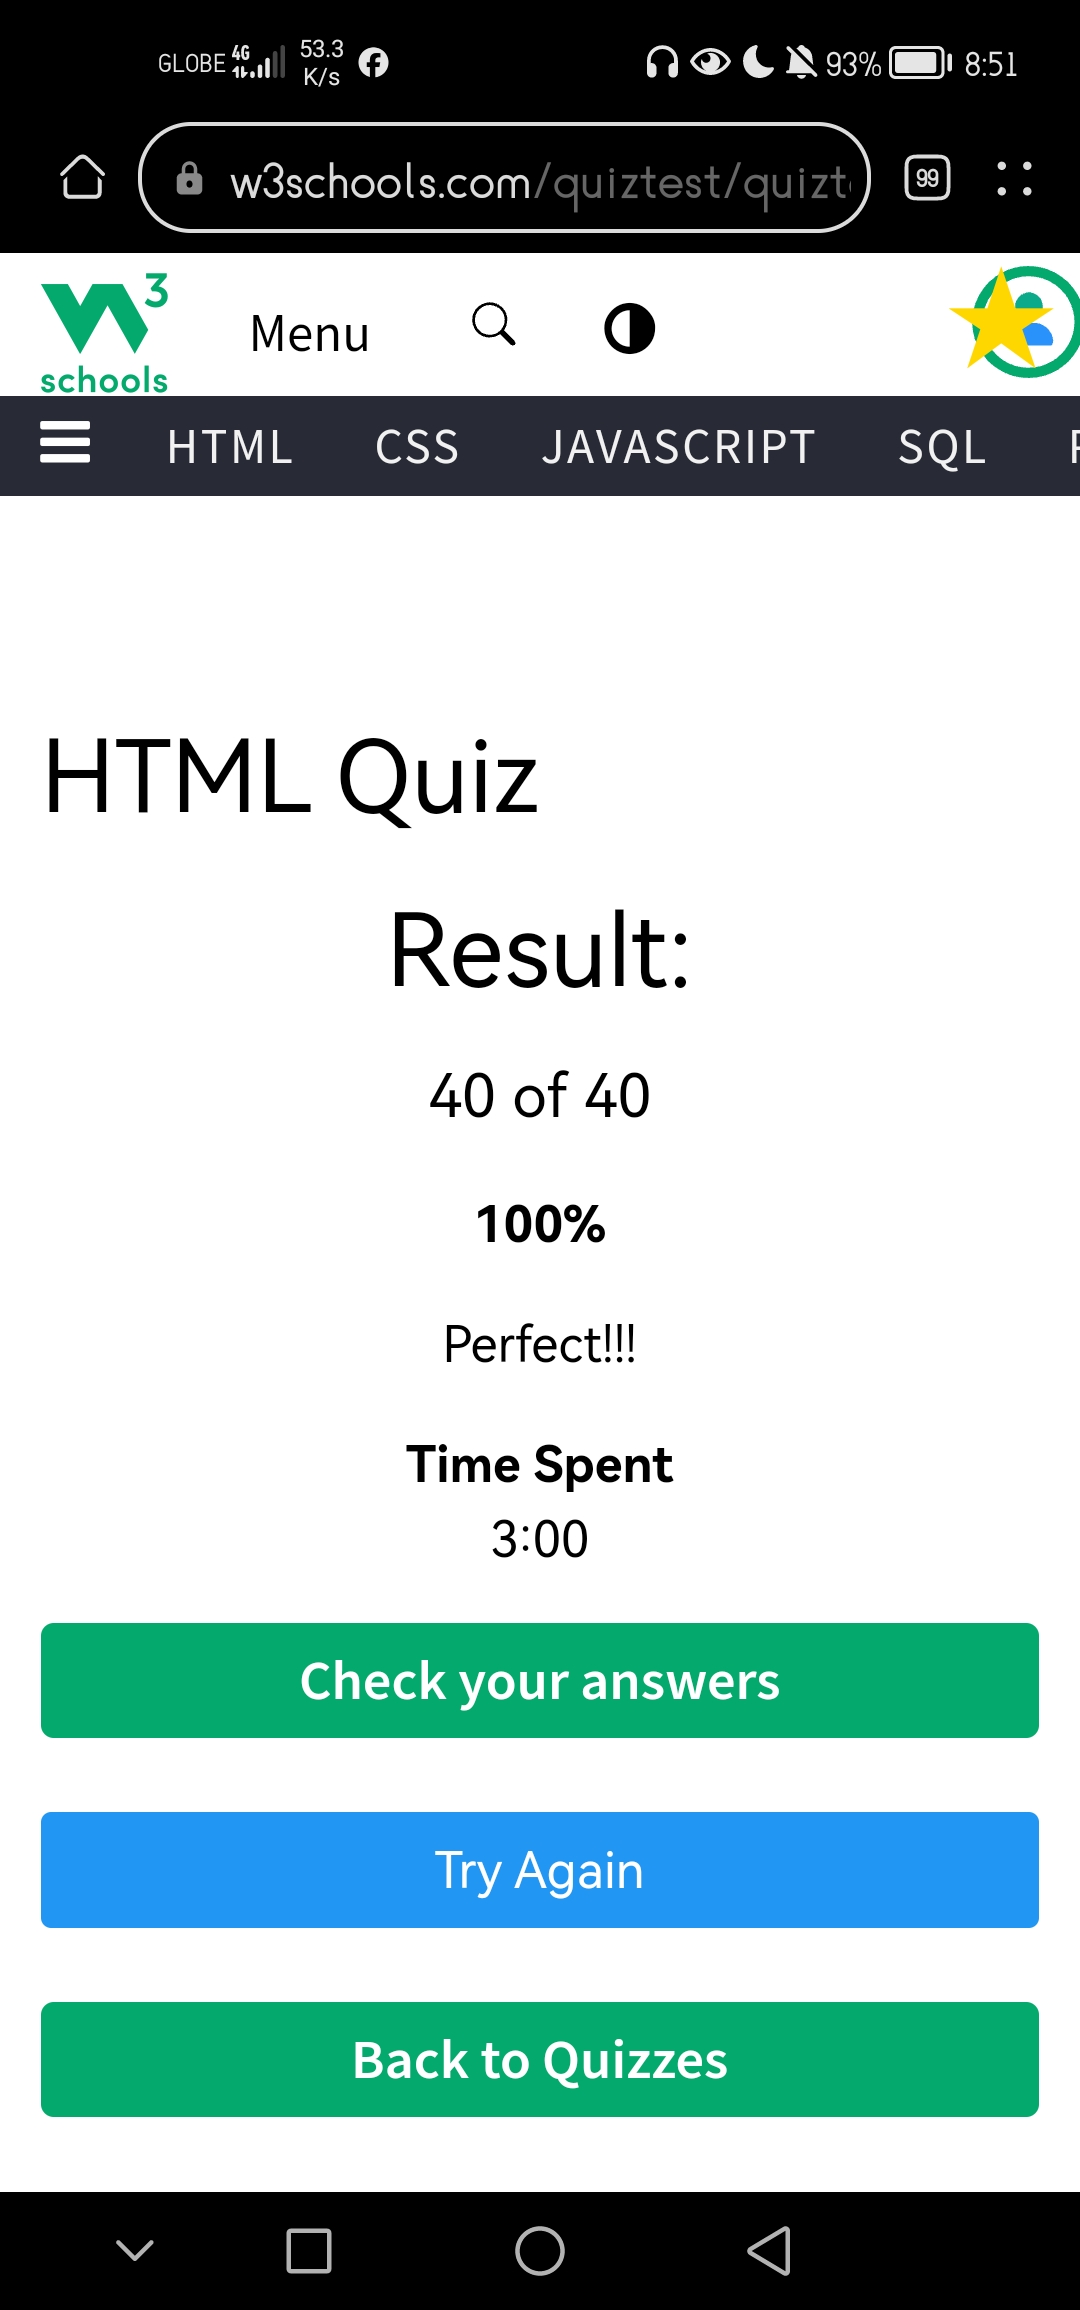 GLOBE 4G 53.3 K/s 93% 8:51
w3schools.com/quiztest/quizt
99
W3 schools
Menu
HTML CSS JAVASCRIPT SQL
HTML Quiz
Result:
40 of 40
100%
Perfect!!!
Time Spent
3:00
Check your answers
Try Again
Back to Quizzes